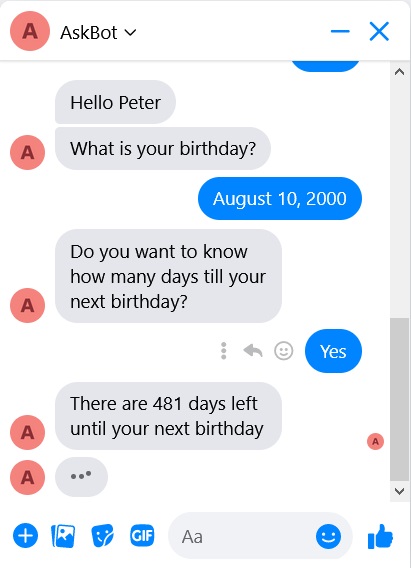 A
AskBot
Hello Peter
A
What is your birthday?
August 10, 2000
Do you want to know
how many days till your
next birthday?
A
Yes
There are 481 days left
until your next birthday
A
A
A
GIF
Aa